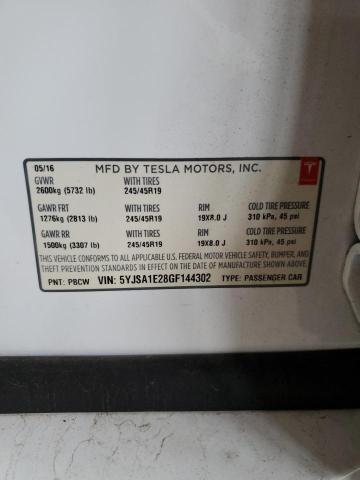 05/16 MFD BY TESLA MOTORS, INC.
GVWR WITH TIRES
2600kg (5732 lb) 245/45R19
GAWR FRT WITH TIRES RIM COLD TIRE PRESSURE
1276kg (2813 lb) 245/45R19 19X8.0 J 310 kPa, 45 psi
GAWR RR WITH TIRES RIM COLD TIRE PRESSURE
1500kg (3307 lb) 245/45R19 19X8.0 J 310 kPa, 45 psi
THIS VEHICLE CONFORMS TO ALL APPLICABLE U.S. FEDERAL MOTOR VEHICLE SAFETY, BUMPER, AND
THEFT PREVENTION STANDARDS IN EFFECT ON THE DATE OF MANUFACTURE SHOWN ABOVE.
PNT: PBCW VIN: 5YJSA1E28GF144302 TYPE: PASSENGER CAR